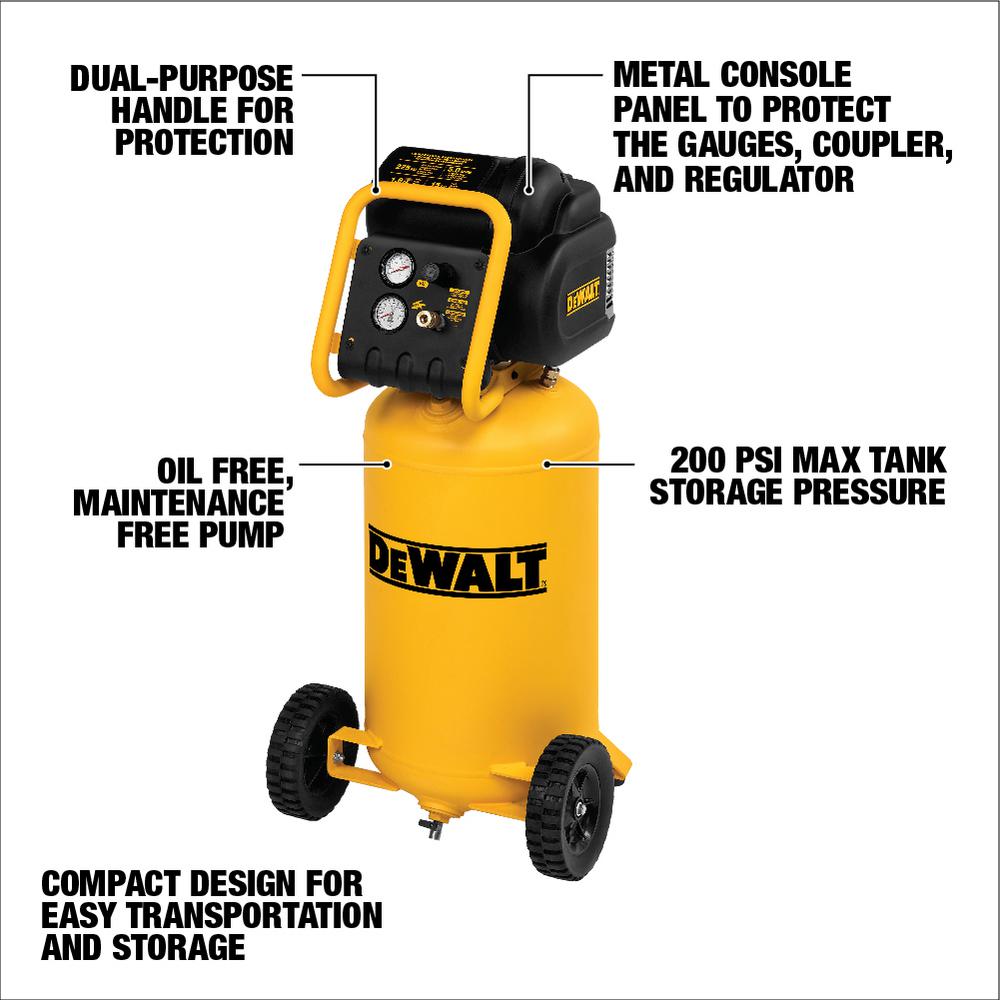 DUAL-PURPOSE
HANDLE FOR
PROTECTION
METAL CONSOLE
PANEL TO PROTECT
THE GAUGES, COUPLER,
AND REGULATOR
DEWALT
OIL FREE,
MAINTENANCE
FREE PUMP
200 PSI MAX TANK
STORAGE PRESSURE
DEWALT
COMPACT DESIGN FOR
EASY TRANSPORTATION
AND STORAGE